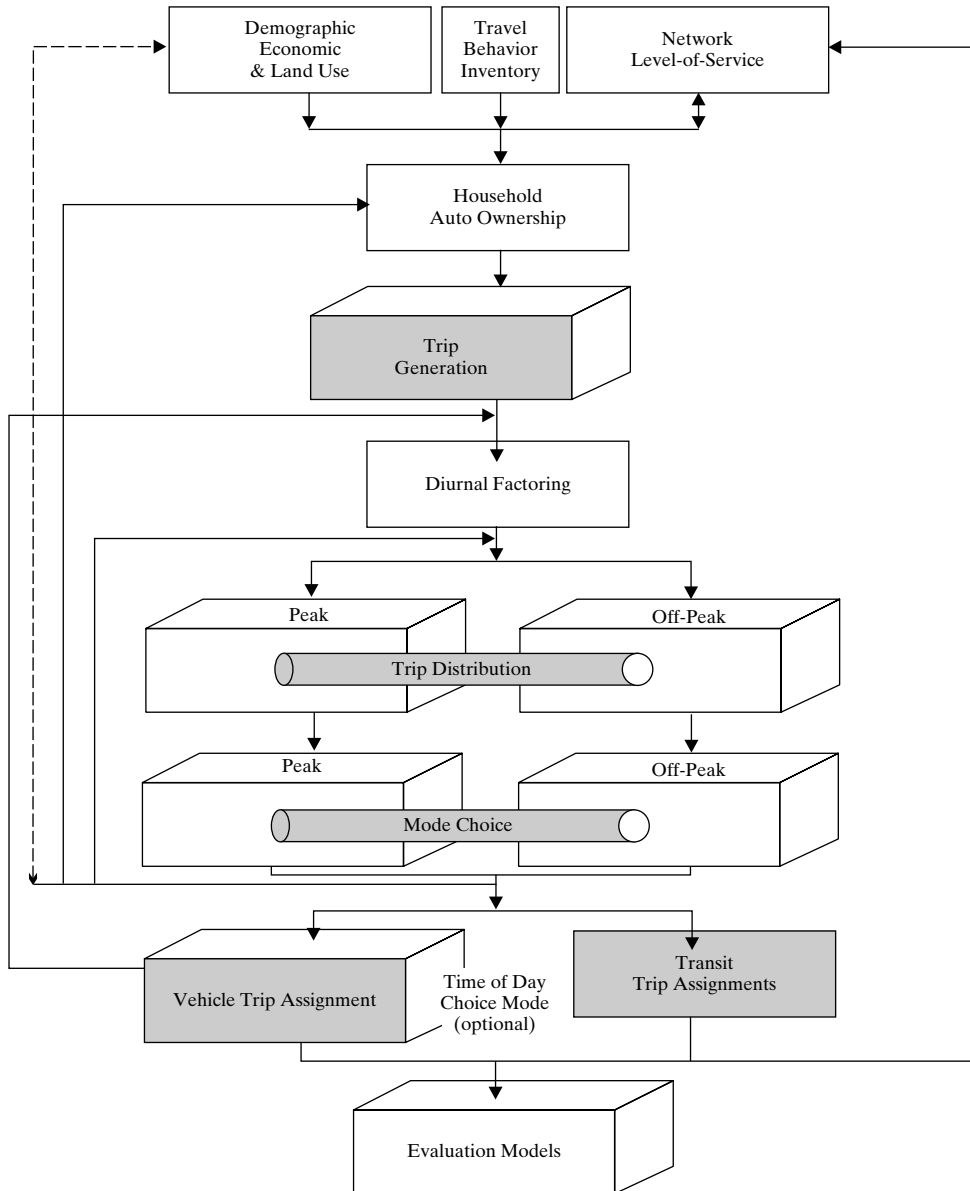 Demographic
Economic
& Land Use
Travel
Behavior
Inventory
Network
Level-of-Service
Household
Auto Ownership
Trip
Generation
Diurnal Factoring
Peak
Off-Peak
Trip Distribution
Peak
Off-Peak
Mode Choice
Vehicle Trip Assignment
Time of Day
Choice Mode
(optional)
Transit
Trip Assignments
Evaluation Models